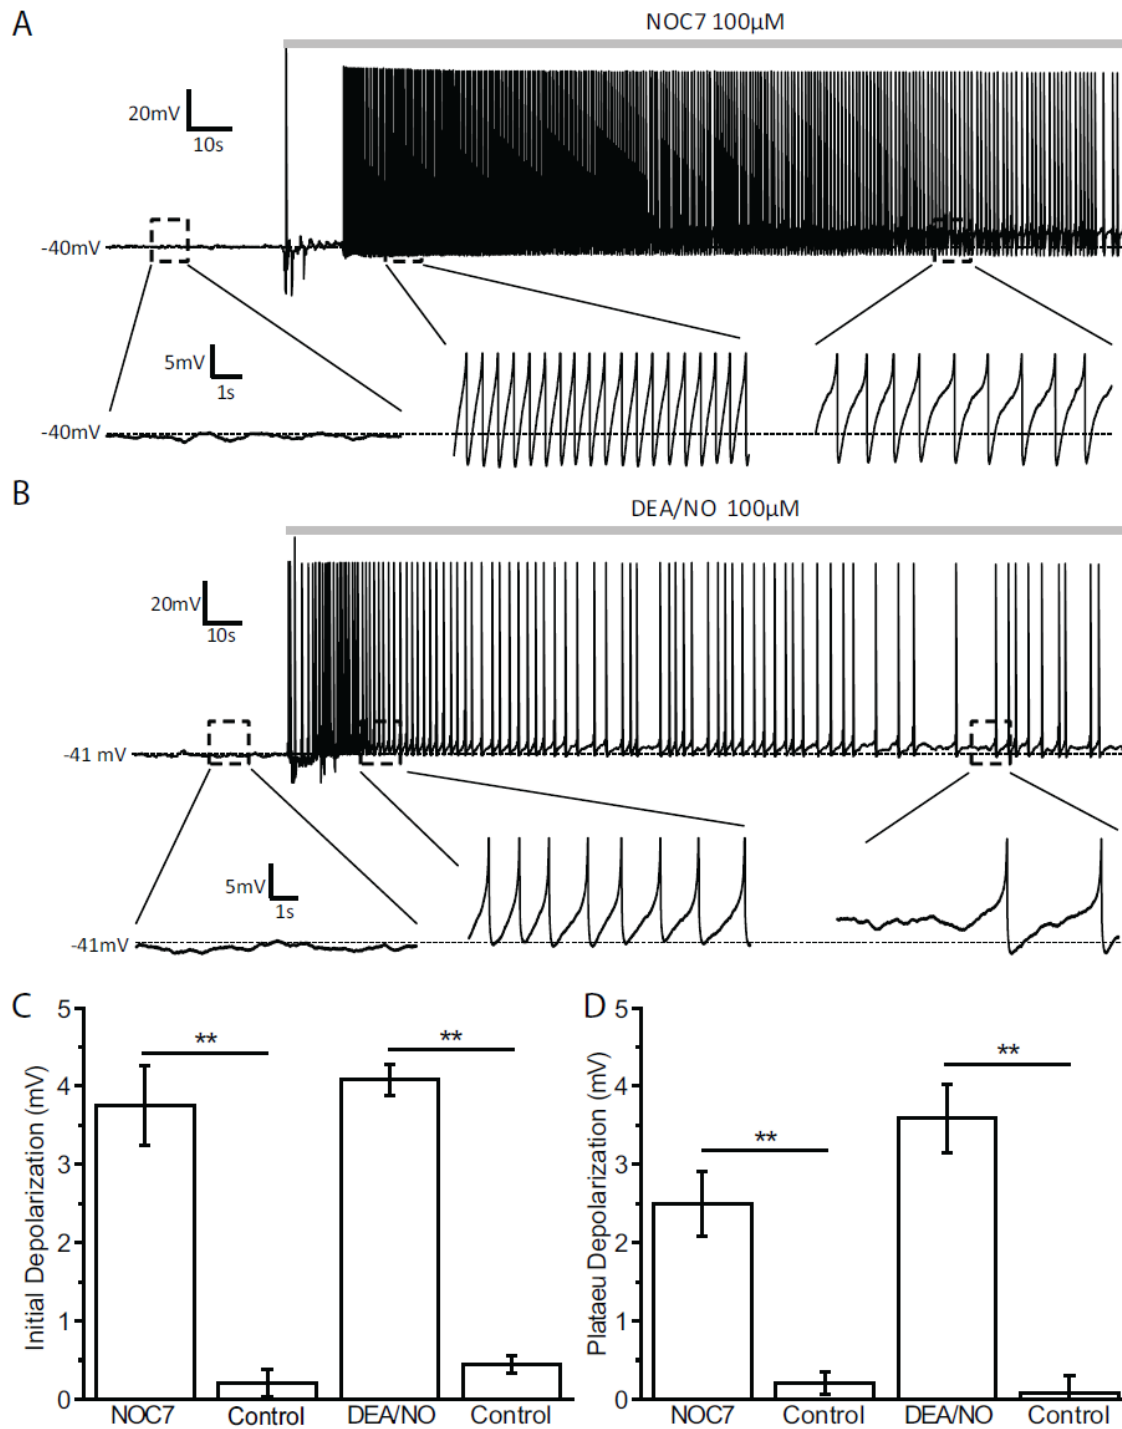 A
NOC7 100µM
20mV
10s
-40mV
5mV
1s
-40mV
B
DEA/NO 100µM
20mV
10s
-41 mV
5mV
1s
-41mV
C
5
4
3
2
1
0
Initial Depolarization (mV)
**
**
NOC7 Control DEA/NO Control
D
5
4
3
2
1
0
Plataeu Depolarization (mV)
**
**
NOC7 Control DEA/NO Control